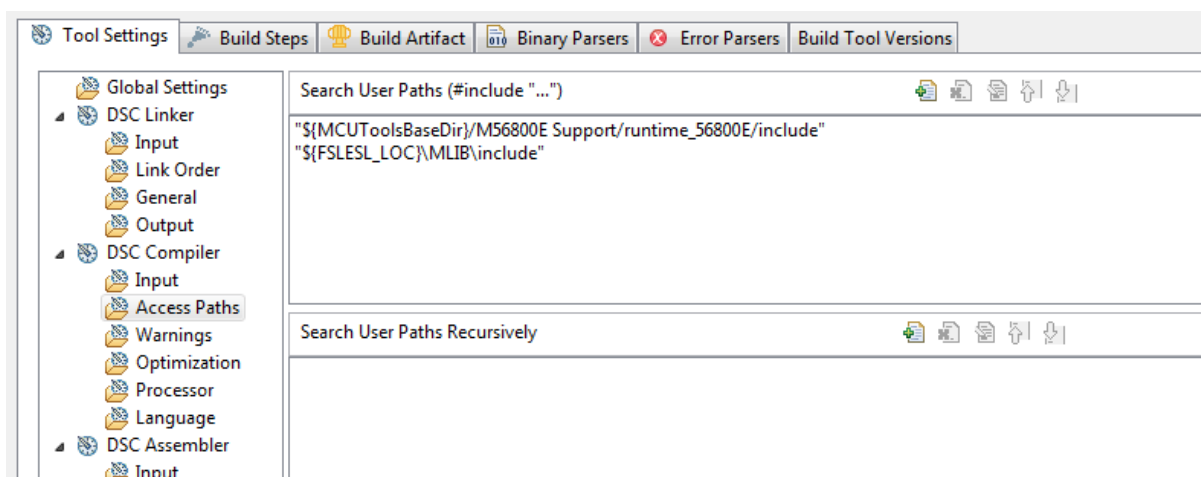 Tool Settings Build Steps Build Artifact Binary Parsers Error Parsers Build Tool Versions
Global Settings
DSC Linker
Input
Link Order
General
Output
DSC Compiler
Input
Access Paths
Warnings
Optimization
Processor
Language
DSC Assembler
Input
Search User Paths (#include "...")
"${MCUToolsBaseDir}/M56800E Support/runtime_56800E/include"
"${FSLESL_LOC}\MLIB\include"
Search User Paths Recursively